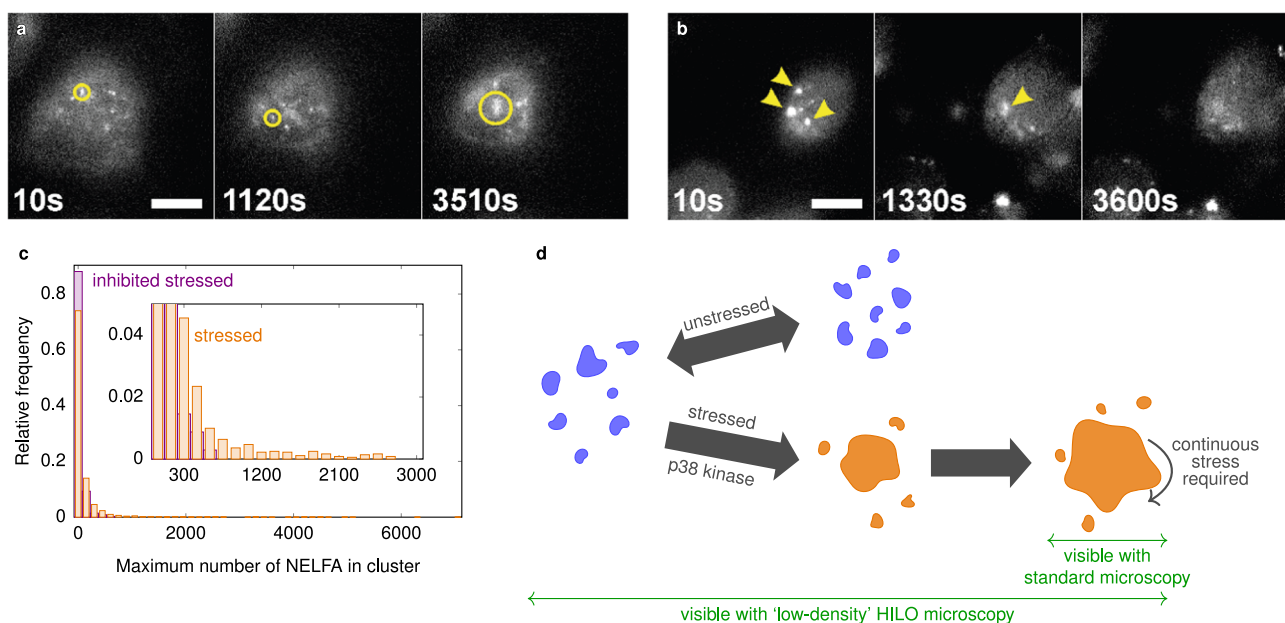 a
10s
1120s
3510s
b
10s
1330s
3600s
c
Relative frequency
0.8
0.6
0.4
0.2
0
inhibited stressed
stressed
0.04
0.02
0
300
1200
2100
3000
0
2000
4000
6000
Maximum number of NELFA in cluster
d
unstressed
stressed
p38 kinase
continuous
stress
required
visible with
standard microscopy
visible with ‘low-density’ HILO microscopy